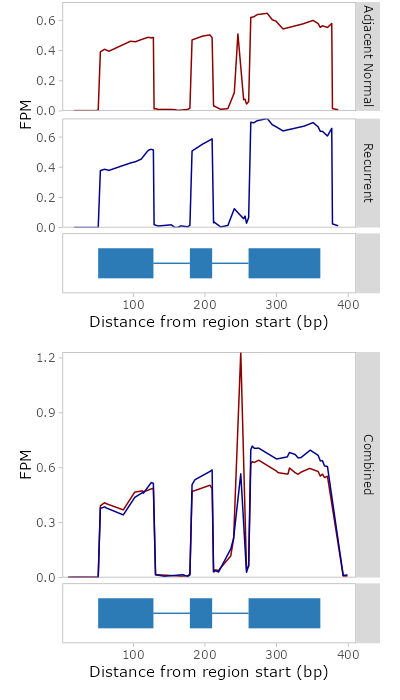 0.6
0.4
0.2
0.0
Adjacent Normal
FPM
0.6
0.4
0.2
0.0
Recurrent
100 200 300 400
Distance from region start (bp)
1.2
0.9
0.6
0.3
0.0
FPM
Combined
100 200 300 400
Distance from region start (bp)